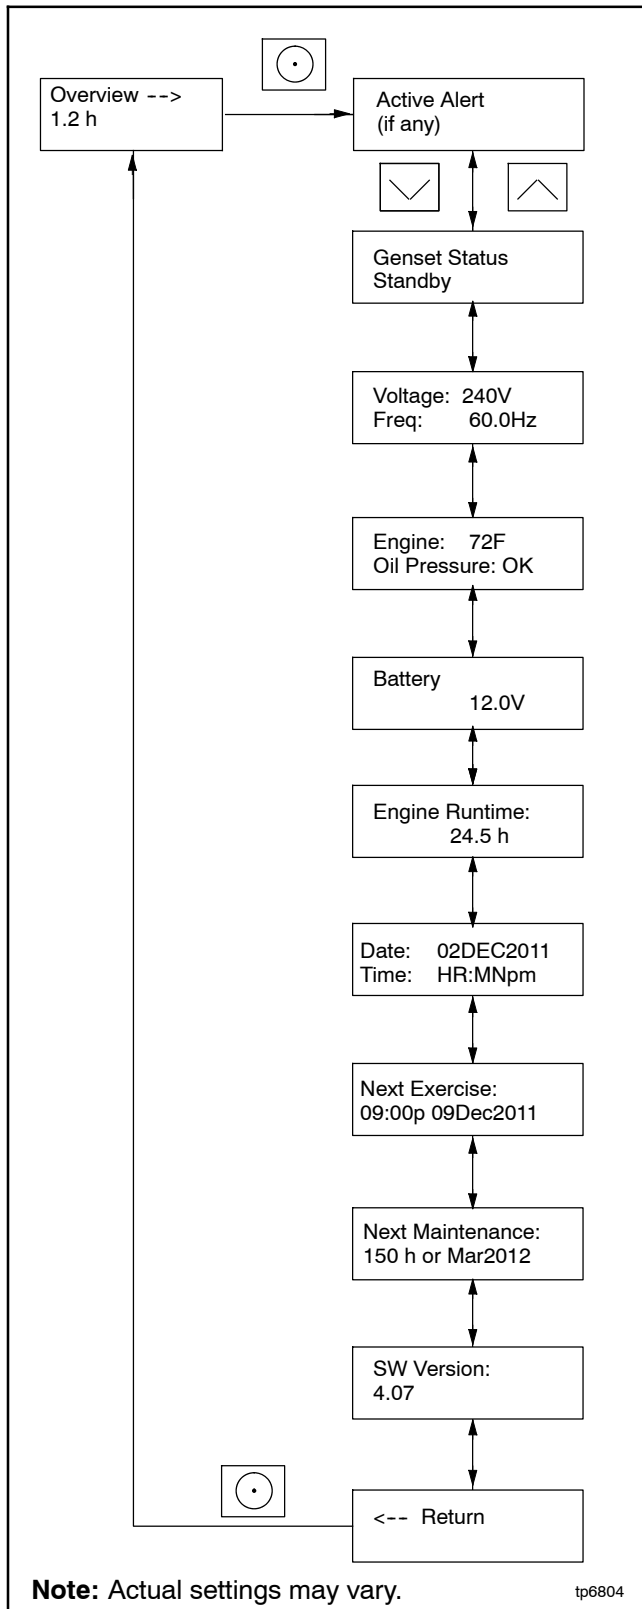 Overview -->
1.2 h
Active Alert
(if any)
Genset Status
Standby
Voltage: 240V
Freq: 60.0Hz
Engine: 72F
Oil Pressure: OK
Battery
12.0V
Engine Runtime:
24.5 h
Date: 02DEC2011
Time: HR:MNpm
Next Exercise:
09:00p 09Dec2011
Next Maintenance:
150 h or Mar2012
SW Version:
4.07
<-- Return
Note: Actual settings may vary.
tp6804